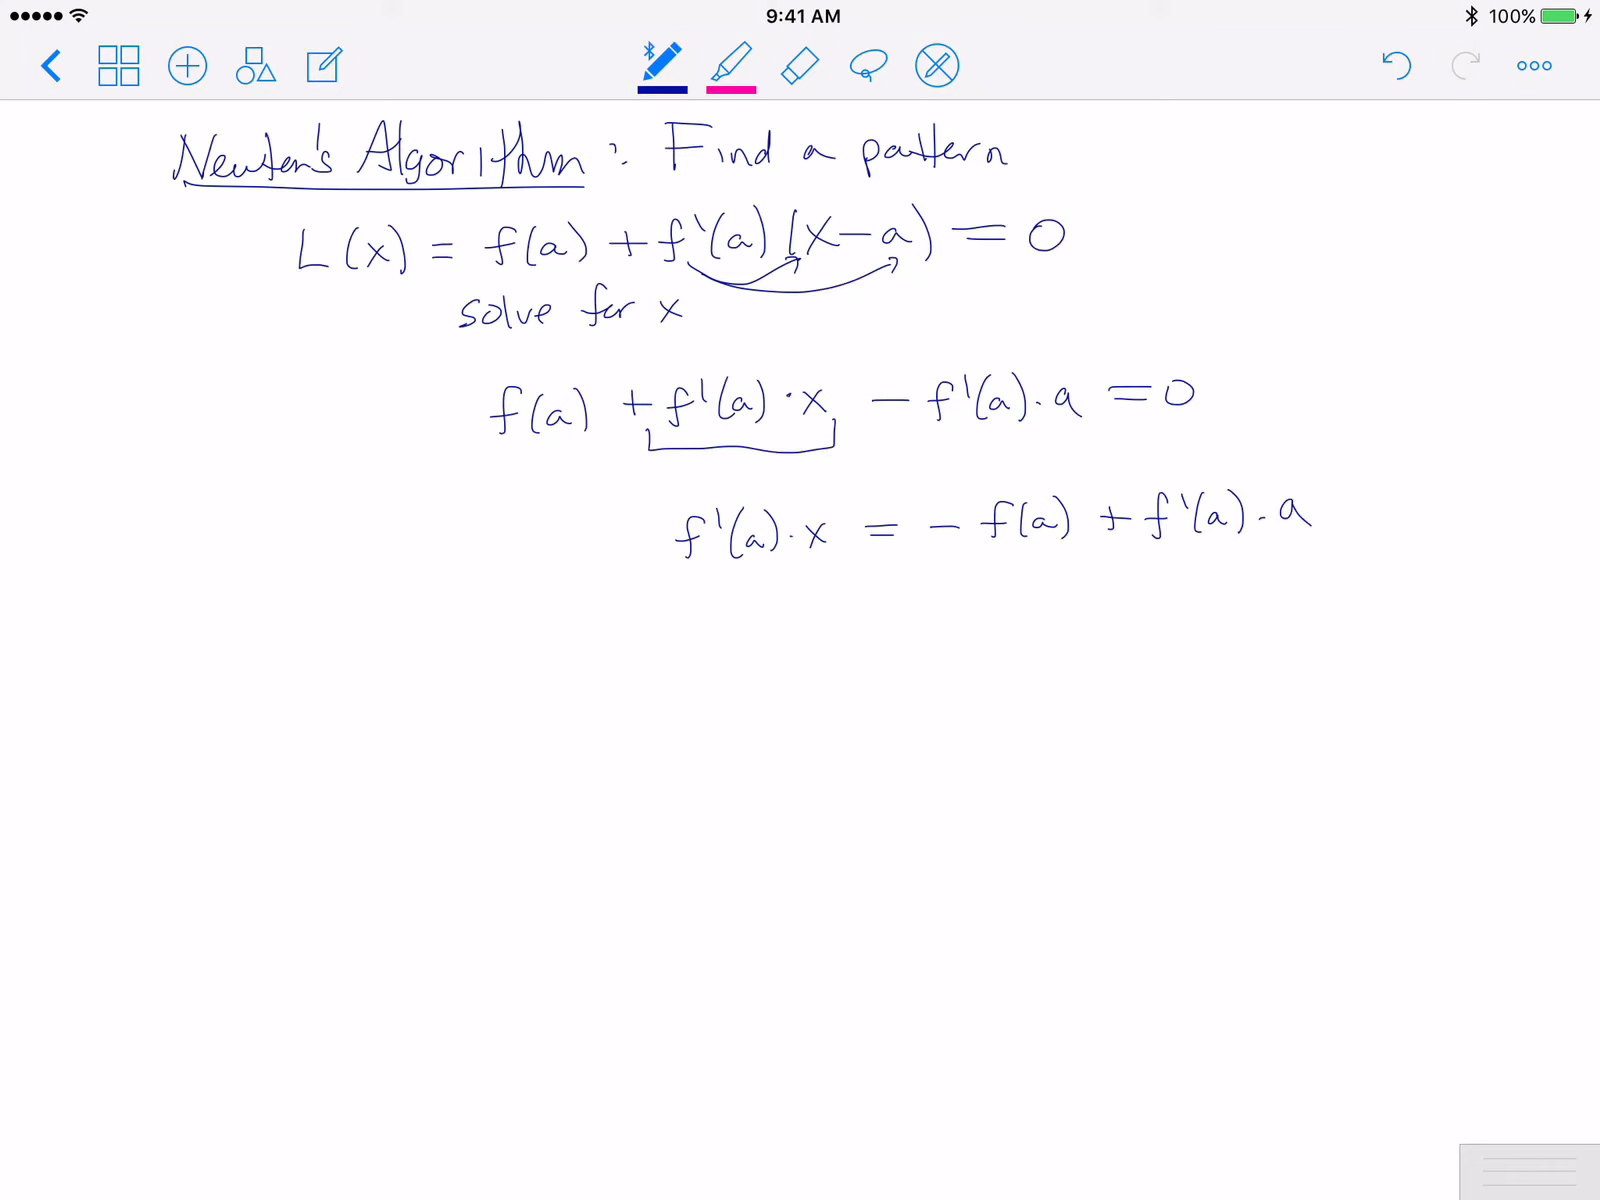 9:41 AM
100%
Newton's Algorithm : Find a pattern
L(x) = f(a) + f'(a) (x-a) = 0
solve for x
f(a) + f'(a) · x - f'(a) · a = 0
f'(a) · x = - f(a) + f'(a) · a